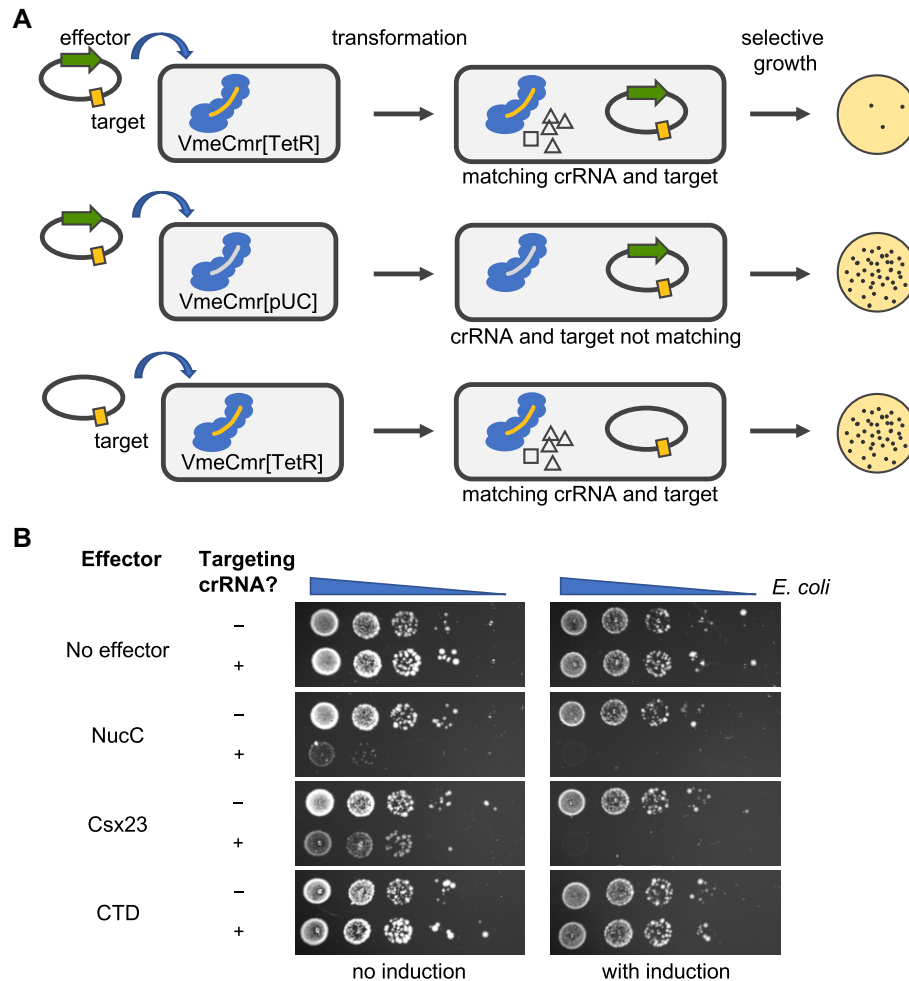 A
effector
transformation
selective
growth
target
VmeCmr[TetR]
matching crRNA and target
VmeCmr[pUC]
crRNA and target not matching
target
VmeCmr[TetR]
matching crRNA and target
B
Effector
Targeting
crRNA?
E. coli
No effector
–
+
NucC
–
+
Csx23
–
+
CTD
–
+
no induction
with induction